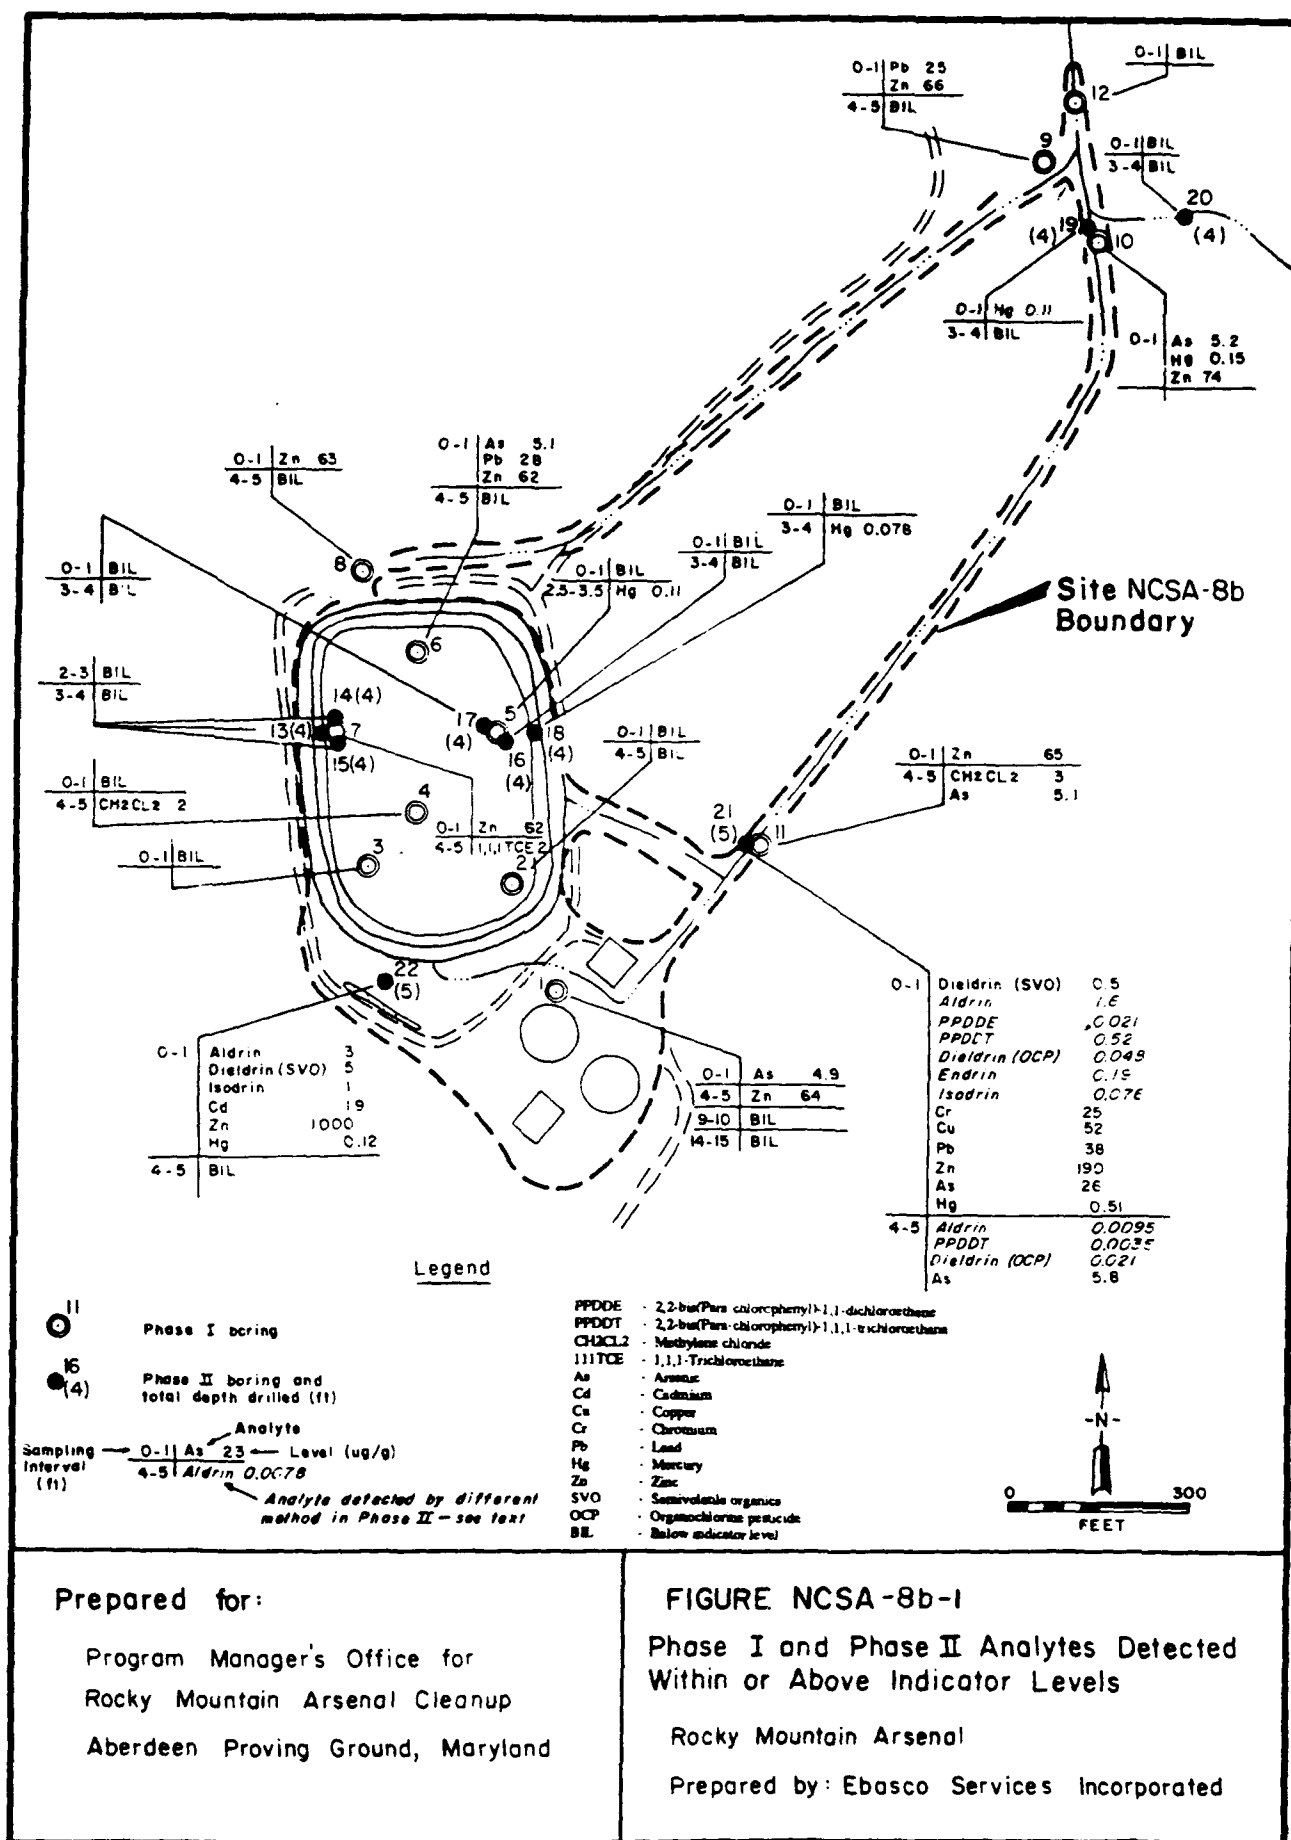 0-1 BIL
12
0-1 Pb 25
Zn 66
4-5 BIL
9
0-1 BIL
3-4 BIL
20
(4)
19
(4)
10
0-1 Hg 0.11
3-4 BIL
0-1 As 5.2
Hg 0.15
Zn 74
0-1 Zn 63
4-5 BIL
0-1 As 5.1
Pb 28
Zn 62
4-5 BIL
0-1 BIL
3-4 Hg 0.078
0-1 BIL
3-4 BIL
0-1 BIL
2.5-3.5 Hg 0.11
0-1 BIL
3-4 BIL
8
6
Site NCSA-8b
Boundary
2-3 BIL
3-4 BIL
14(4)
13(4) 7
15(4)
17
(4)
5
16
(4)
18
(4)
0-1 BIL
4-5 BIL
0-1 BIL
4-5 CH2CL2 2
4
0-1 Zn 62
4-5 1,1,1TCE 2
0-1 BIL
3
2
0-1 Zn 65
4-5 CH2CL2 3
As 5.1
21
(5)
11
22
(5)
1
0-1 Aldrin 3
Dieldrin (SVO) 5
Isodrin 1
Cd 19
Zn 1000
Hg 0.12
4-5 BIL
0-1 As 4.9
4-5 Zn 64
9-10 BIL
14-15 BIL
0-1 Dieldrin (SVO) 0.5
Aldrin
PPDDE 0.021
PPDDT 0.52
Dieldrin (OCP) 0.049
Endrin
Isodrin 0.076
Cr 25
Cu 52
Pb 38
Zn 190
As 26
Hg 0.51
4-5 Aldrin 0.0095
PPDDT 0.0035
Dieldrin (OCP) 0.021
As 5.8
Legend
11
Phase I boring
16
(4)
Phase II boring and
total depth drilled (ft)
Analyte
Sampling
Interval
(ft)
0-1 As 23 Level (ug/g)
4-5 Aldrin 0.0078
Analyte detected by different
method in Phase II - see text
PPDDE - 2,2-bis(Para chlorophenyl)-1,1-dichloroethane
PPDDT - 2,2-bis(Para-chlorophenyl)-1,1,1-trichloroethane
CH2CL2 - Methylene chloride
111TCE - 1,1,1-Trichloroethane
As - Arsenic
Cd - Cadmium
Cu - Copper
Cr - Chromium
Pb - Lead
Hg - Mercury
Zn - Zinc
SVO - Semivolatile organics
OCP - Organochlorine pesticide
BIL - Below indicator level
-N-
0 300
FEET
Prepared for:
Program Manager's Office for
Rocky Mountain Arsenal Cleanup
Aberdeen Proving Ground, Maryland
FIGURE NCSA-8b-1
Phase I and Phase II Analytes Detected
Within or Above Indicator Levels
Rocky Mountain Arsenal
Prepared by: Ebasco Services Incorporated